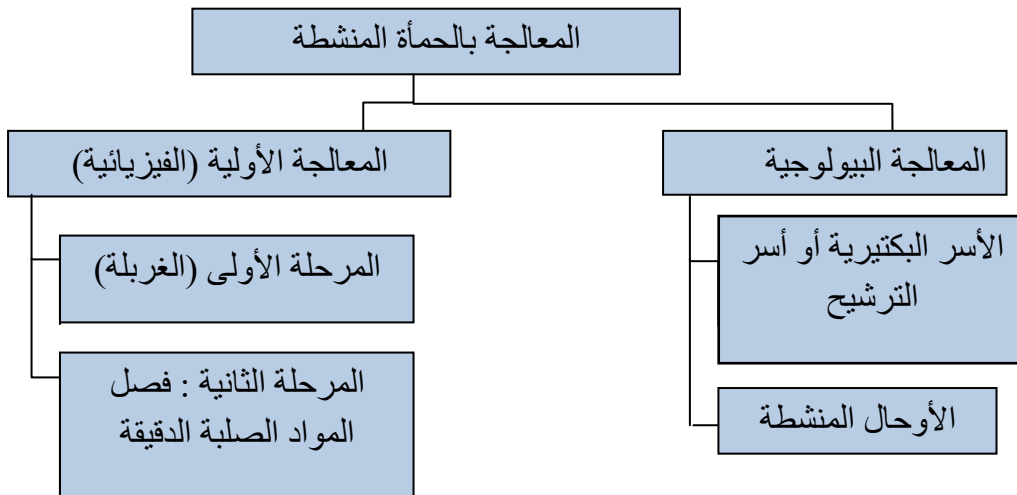 المعالجة بالحمأة المنشطة
المعالجة البيولوجية
المعالجة الأولية (الفيزيائية)
الأسر البكتيرية أو أسر
الترشيح
الأوحال المنشطة
المرحلة الأولى (الغربلة)
المرحلة الثانية : فصل
المواد الصلبة الدقيقة